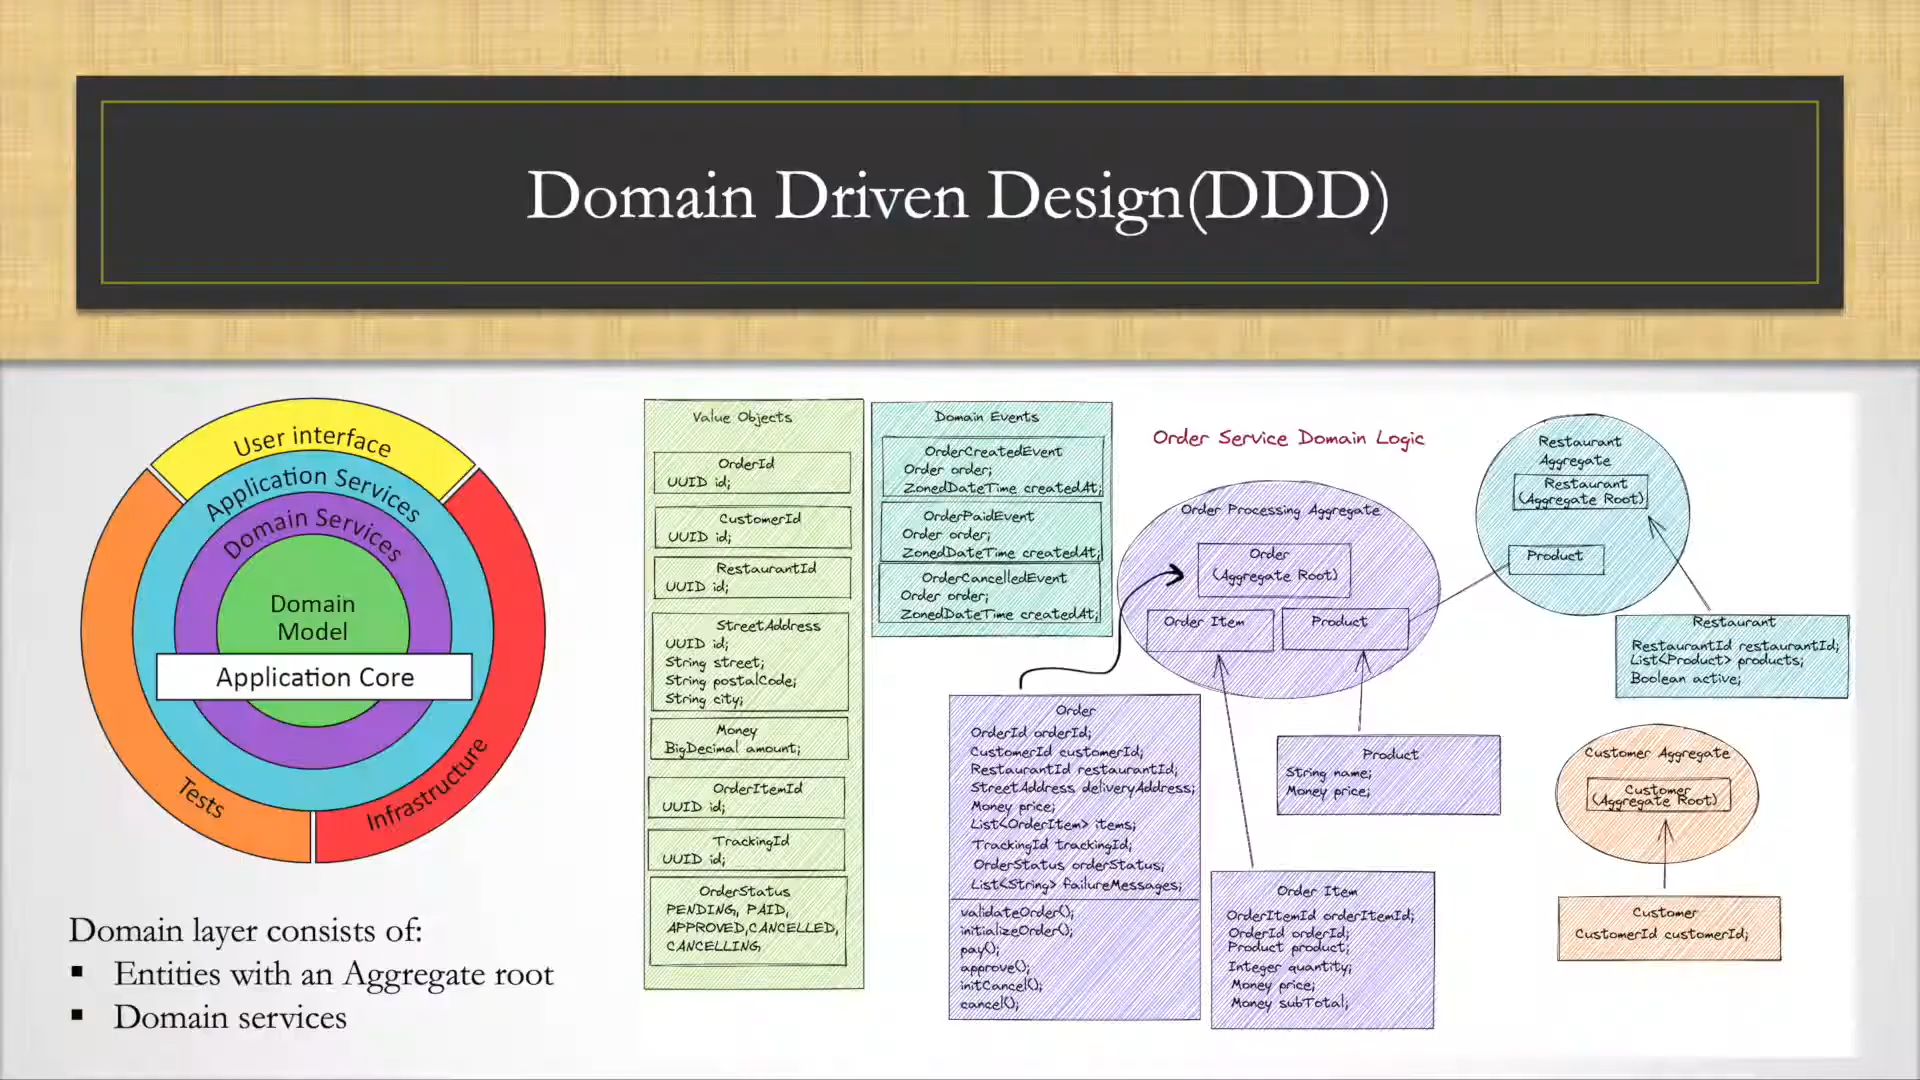 Domain Driven Design(DDD)
User interface
Application Services
Domain Services
Domain
Model
Application Core
Tests
Infrastructure
Domain layer consists of:
▪ Entities with an Aggregate root
▪ Domain services
Value Objects
OrderId
UUID id;
CustomerId
UUID id;
RestaurantId
UUID id;
StreetAddress
UUID id;
String street;
String postalCode;
String city;
Money
BigDecimal amount;
OrderItemId
UUID id;
TrackingId
UUID id;
OrderStatus
PENDING, PAID,
APPROVED,CANCELLED,
CANCELLING
Domain Events
OrderCreatedEvent
Order order;
ZonedDateTime createdAt;
OrderPaidEvent
Order order;
ZonedDateTime createdAt;
OrderCancelledEvent
Order order;
ZonedDateTime createdAt;
Order Service Domain Logic
Order Processing Aggregate
Order
(Aggregate Root)
Order Item
Product
Restaurant
Aggregate
Restaurant
(Aggregate Root)
Product
Restaurant
RestaurantId restaurantId;
List<Product> products;
Boolean active;
Order
OrderId orderId;
CustomerId customerId;
RestaurantId restaurantId;
StreetAddress deliveryAddress;
Money price;
List<OrderItem> items;
TrackingId trackingId;
OrderStatus orderStatus;
List<String> failureMessages;
validateOrder();
initializeOrder();
pay();
approve();
initCancel();
cancel();
Product
String name;
Money price;
Order Item
OrderItemId orderItemId;
OrderId orderId;
Product product;
Integer quantity;
Money price;
Money subTotal;
Customer Aggregate
Customer
(Aggregate Root)
Customer
CustomerId customerId;